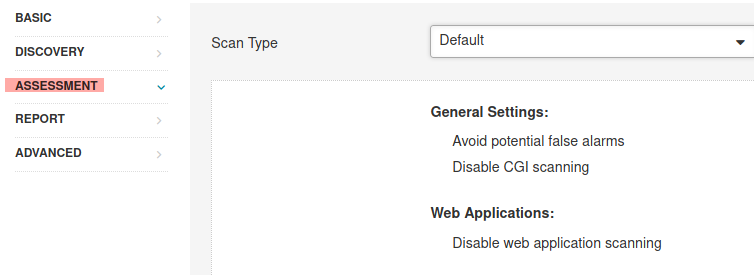 BASIC
DISCOVERY
ASSESSMENT
REPORT
ADVANCED
Scan Type
Default
General Settings:
Avoid potential false alarms
Disable CGI scanning
Web Applications:
Disable web application scanning